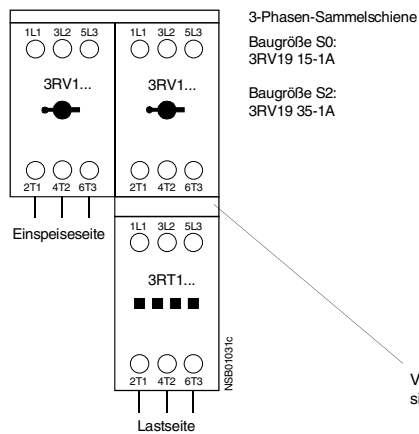 3-Phasen-Sammelschiene
1L1 3L2 5L3 1L1 3L2 5L3
Baugröße S0:
3RV19 15-1A
3RV1... 3RV1...
Baugröße S2:
3RV19 35-1A
2T1 4T2 6T3 2T1 4T2 6T3
Einspeiseseite
1L1 3L2 5L3
3RT1...
NSB01031c
2T1 4T2 6T3
Lastseite